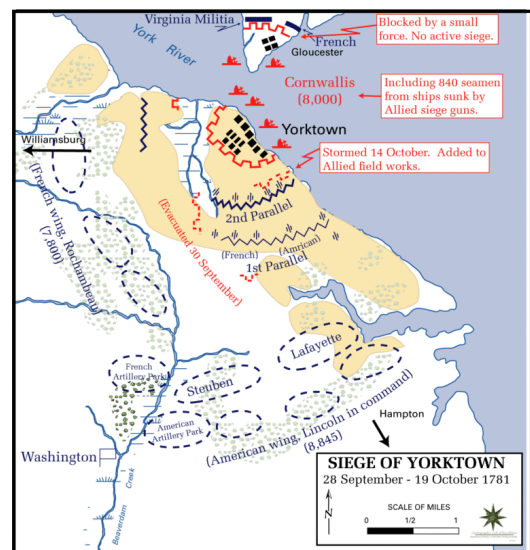 Virginia Militia
York River
French
Gloucester
Blocked by a small
force. No active siege.
Cornwallis
(8,000)
Including 840 seamen
from ships sunk by
Allied siege guns.
Williamsburg
Yorktown
Stormed 14 October. Added to
Allied field works.
(French wing, Rochambeau)
(7,800)
(Evacuated 30 September)
2nd Parallel
(French)
(Amrican)
1st Parallel
Lafayette
French
Artillery Park
Steuben
American
Artillery Park
(American wing, Lincoln in command)
(8,845)
Hampton
Washington
Beaverdam Creek
SIEGE OF YORKTOWN
28 September - 19 October 1781
N
SCALE OF MILES
0 1/2 1